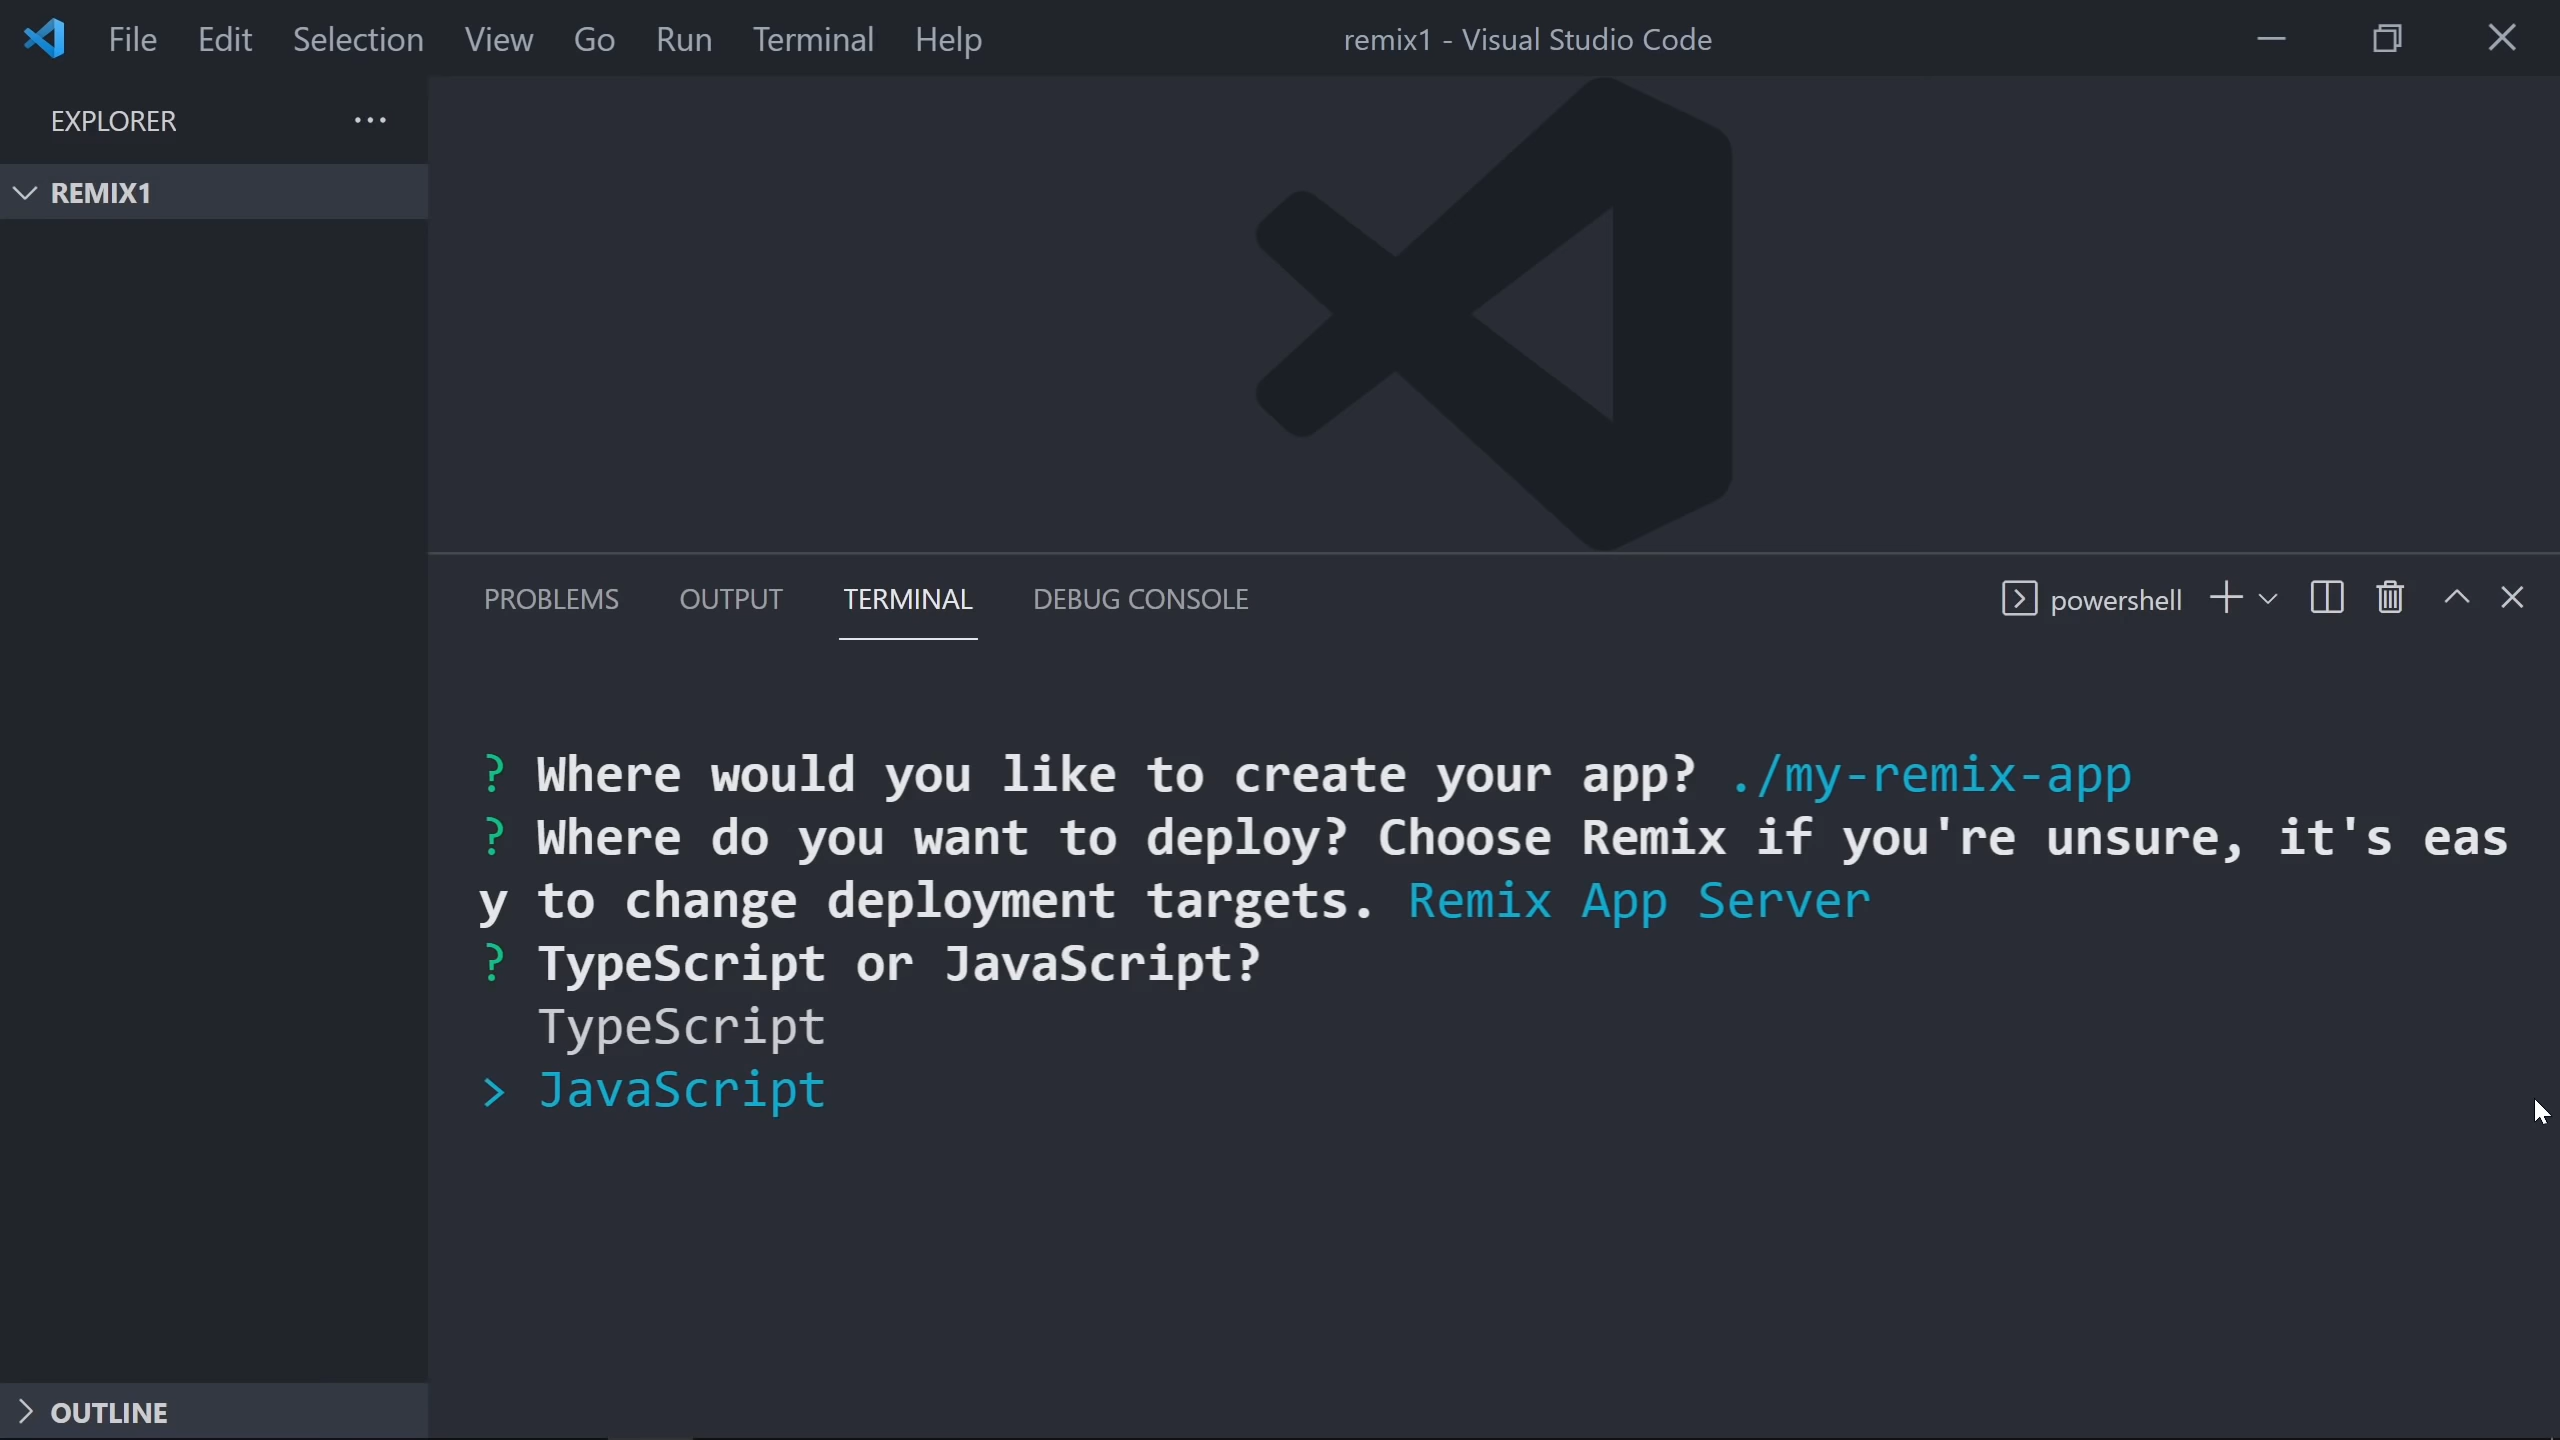 File Edit Selection View Go Run Terminal Help
remix1 - Visual Studio Code
EXPLORER
REMIX1
PROBLEMS OUTPUT TERMINAL DEBUG CONSOLE
powershell
? Where would you like to create your app? ./my-remix-app
? Where do you want to deploy? Choose Remix if you're unsure, it's eas
y to change deployment targets. Remix App Server
? TypeScript or JavaScript?
TypeScript
> JavaScript
OUTLINE